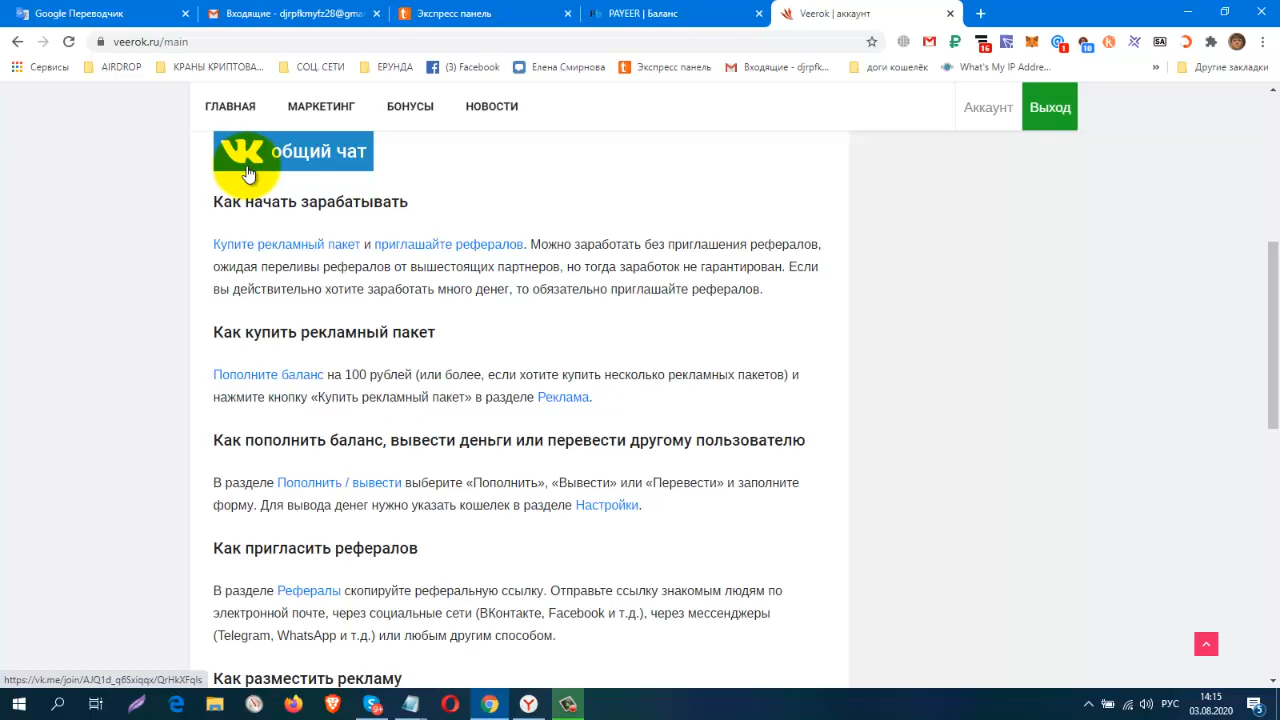 Google Переводчик
Входящие - djrpfkmyfz28@gma
Экспресс панель
PAYEER | Баланс
Veerok | аккаунт
veerok.ru/main
16
1
10
SA
Сервисы
AIRDROP
КРАНЫ КРИПТОВА...
СОЦ. СЕТИ
ЕРУНДА
(3) Facebook
Елена Смирнова
Экспресс панель
Входящие - djrpfk...
доги кошелёк
What's My IP Addre...
Другие закладки
ГЛАВНАЯ
МАРКЕТИНГ
БОНУСЫ
НОВОСТИ
Аккаунт
Выход
общий чат
Как начать зарабатывать
Купите рекламный пакет и приглашайте рефералов. Можно заработать без приглашения рефералов,
ожидая переливы рефералов от вышестоящих партнеров, но тогда заработок не гарантирован. Если
вы действительно хотите заработать много денег, то обязательно приглашайте рефералов.
Как купить рекламный пакет
Пополните баланс на 100 рублей (или более, если хотите купить несколько рекламных пакетов) и
нажмите кнопку «Купить рекламный пакет» в разделе Реклама.
Как пополнить баланс, вывести деньги или перевести другому пользователю
В разделе Пополнить / вывести выберите «Пополнить», «Вывести» или «Перевести» и заполните
форму. Для вывода денег нужно указать кошелек в разделе Настройки.
Как пригласить рефералов
В разделе Рефералы скопируйте реферальную ссылку. Отправьте ссылку знакомым людям по
электронной почте, через социальные сети (ВКонтакте, Facebook и т.д.), через мессенджеры
(Telegram, WhatsApp и т.д.) или любым другим способом.
Как разместить рекламу
РУС
14:15
03.08.2020